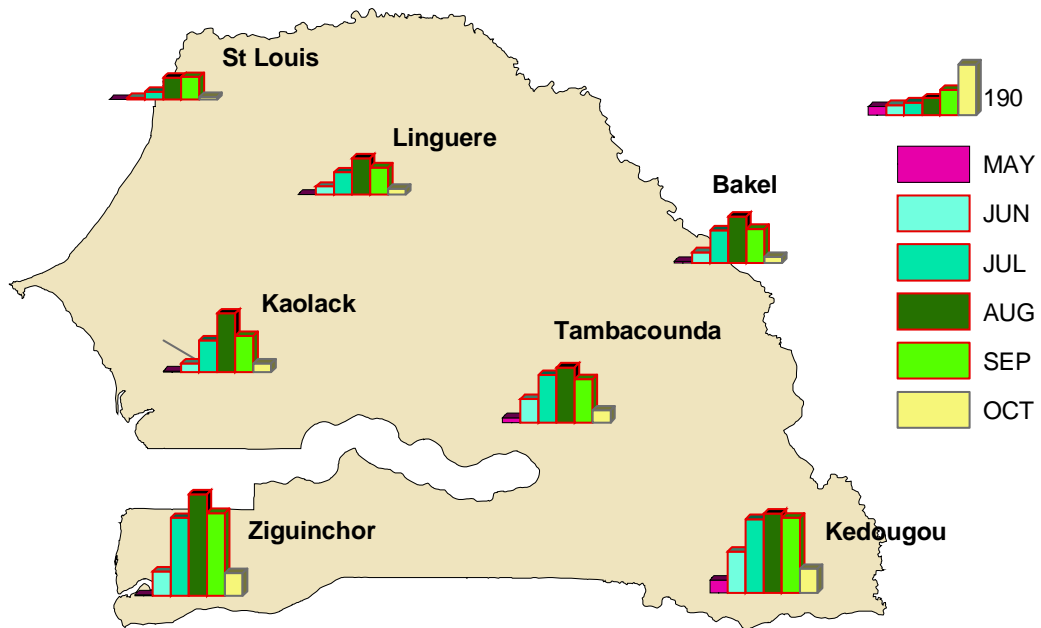 St Louis
190
Linguere
MAY
Bakel
JUN
JUL
Kaolack
AUG
Tambacounda
SEP
OCT
Ziguinchor
Kedougou